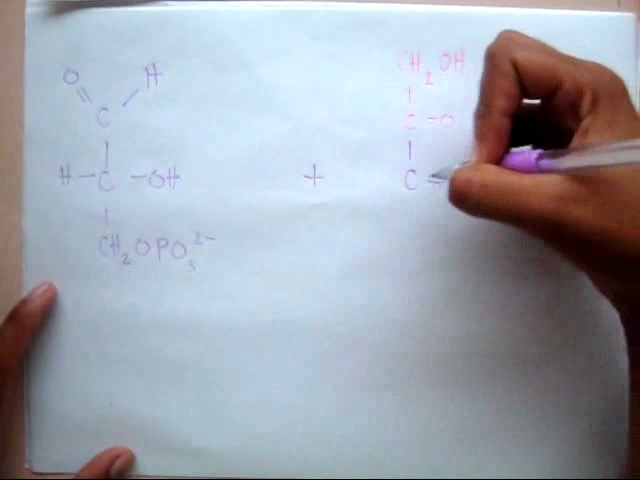 O H
C
H-C-OH
CH2OPO3 2-
+
CH2OH
C=O
C=